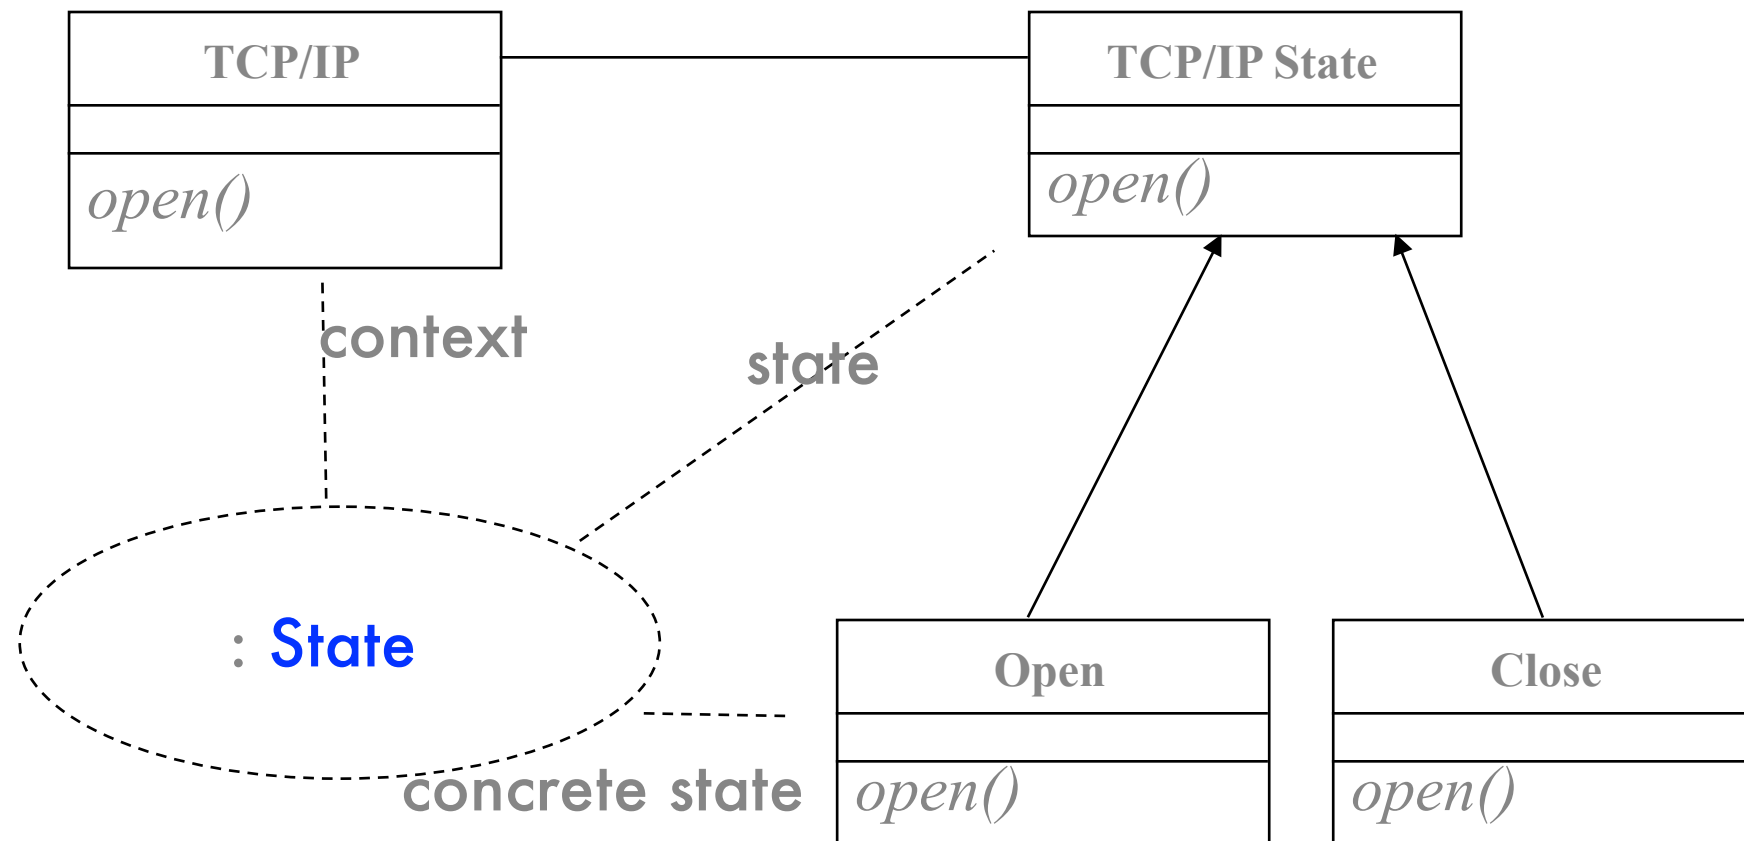 TCP/IP
TCP/IP State
open()
open()
context
state
: State
Open
Close
concrete state
open()
open()